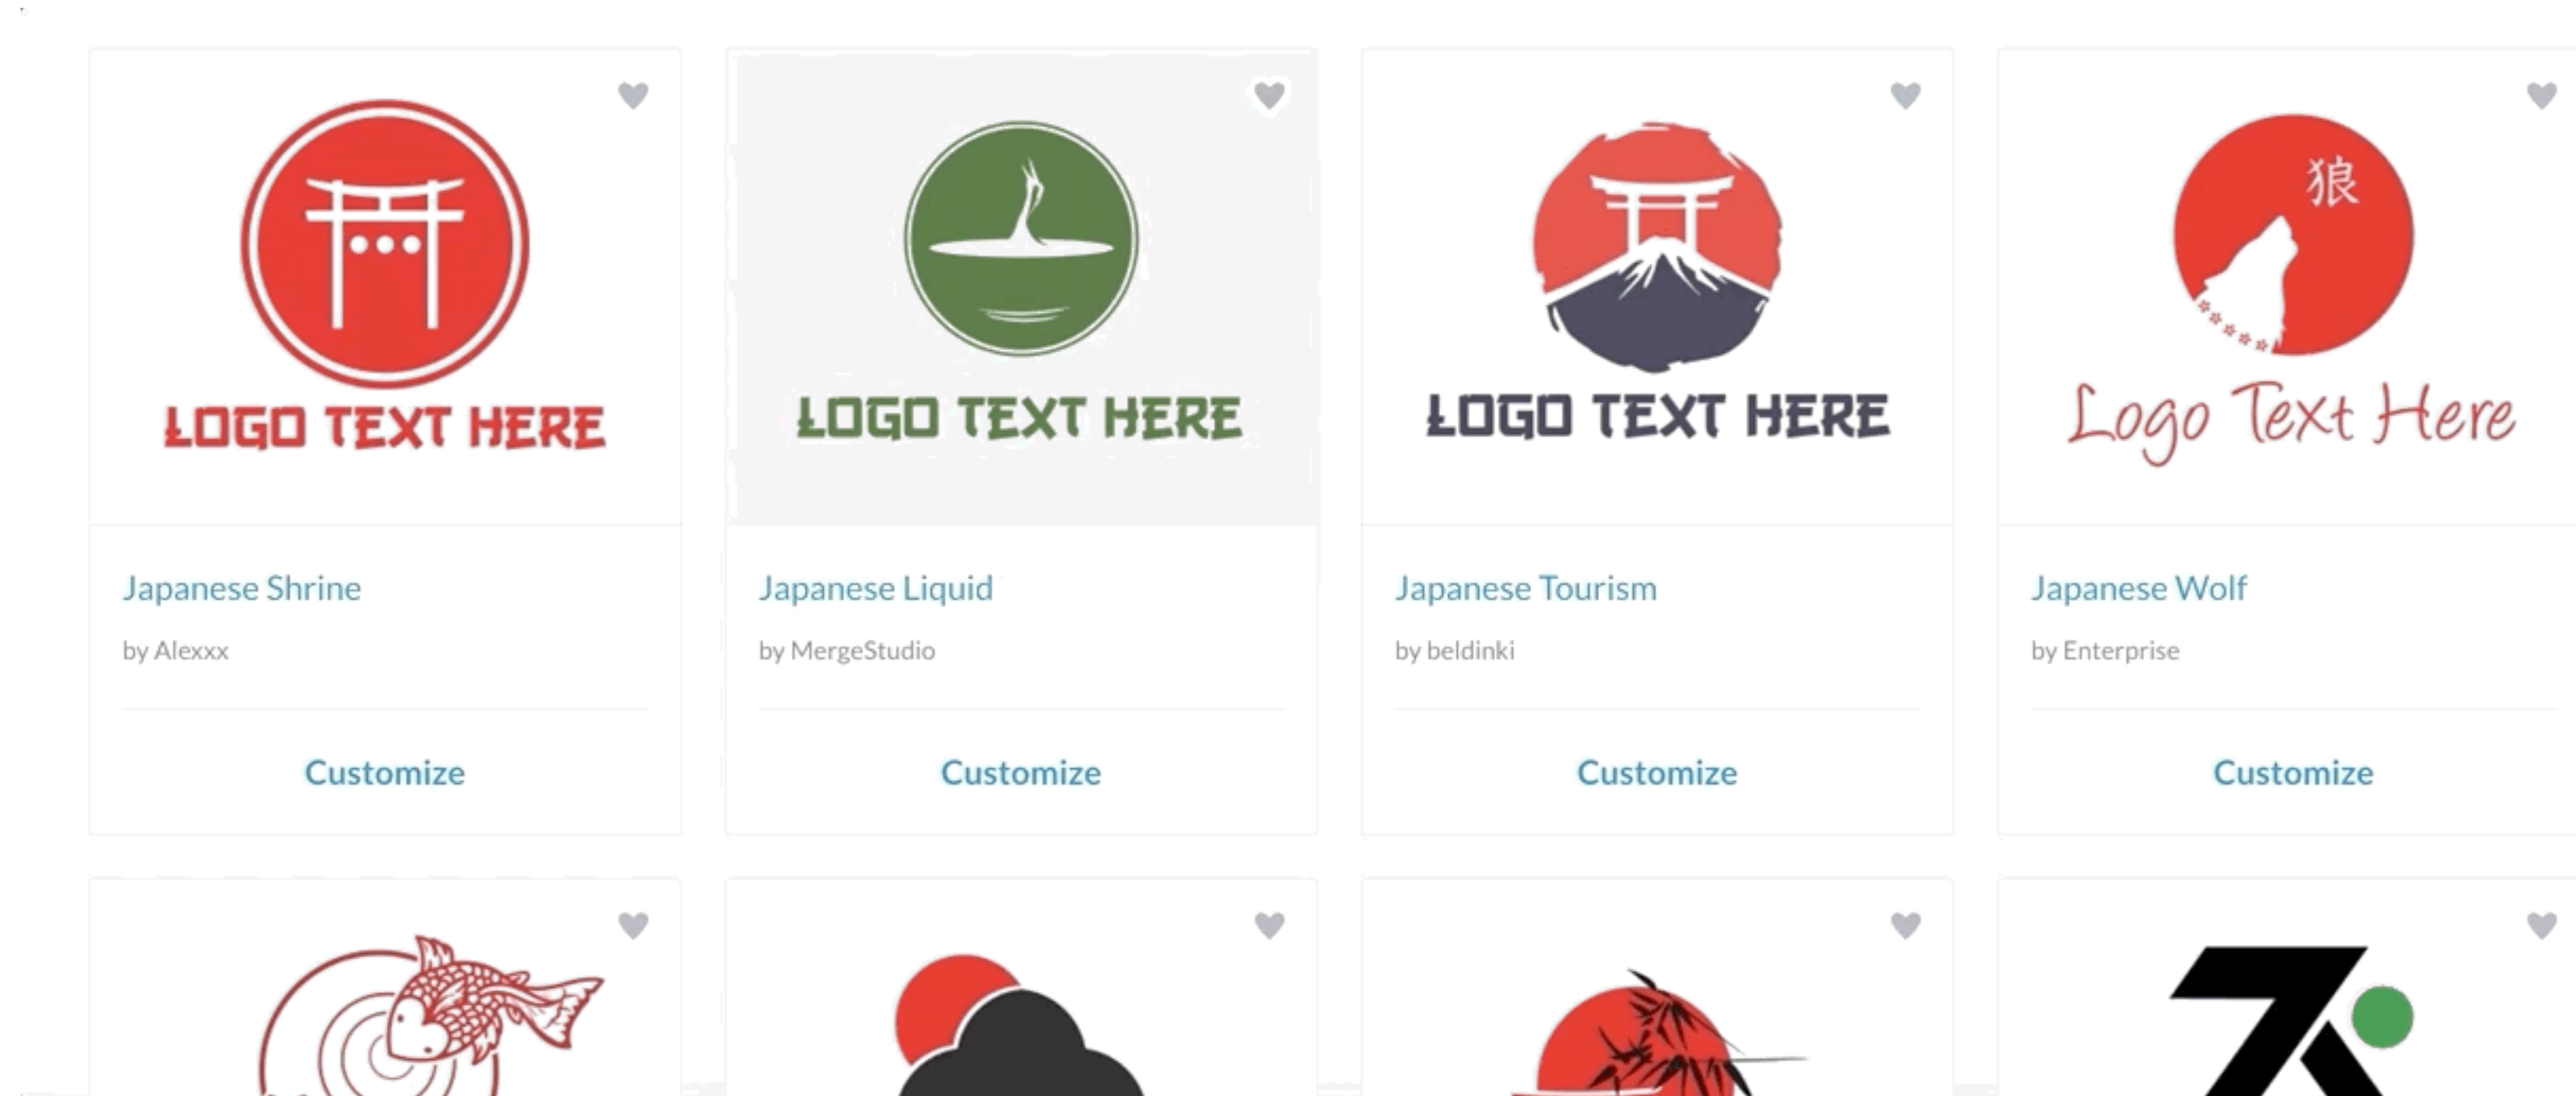 LOGO TEXT HERE
Japanese Shrine
by Alexxx
Customize
LOGO TEXT HERE
Japanese Liquid
by MergeStudio
Customize
LOGO TEXT HERE
Japanese Tourism
by beldinki
Customize
狼
Logo Text Here
Japanese Wolf
by Enterprise
Customize